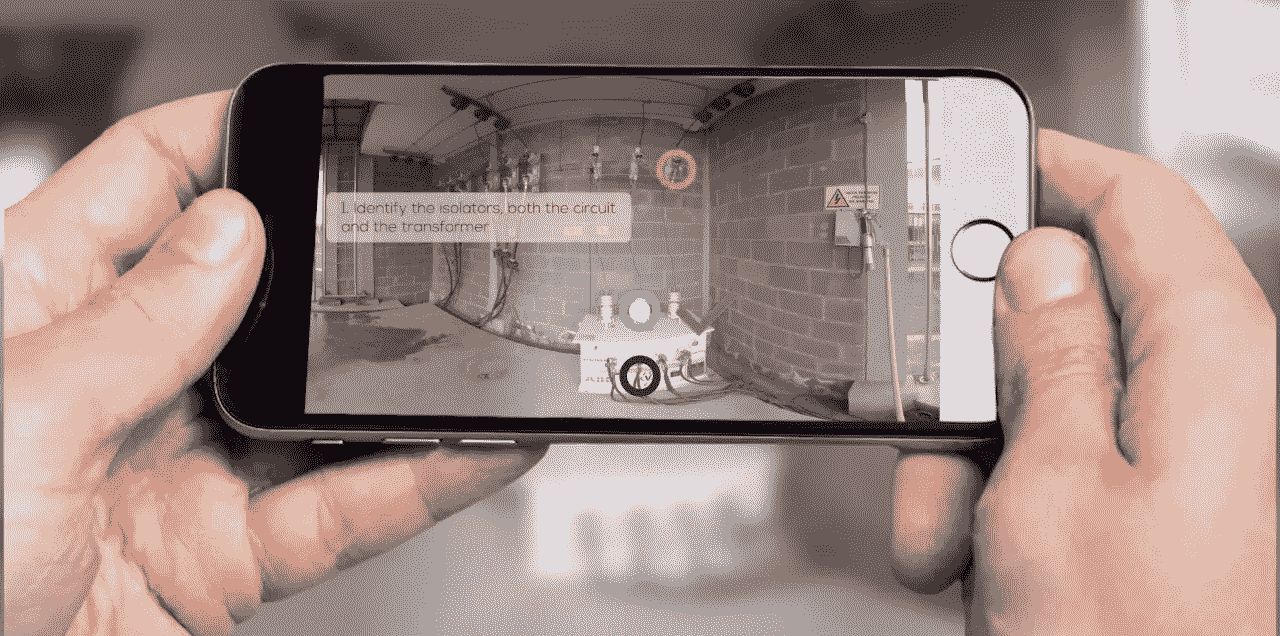 1. Identify the isolators, both the circuit
and the transformer